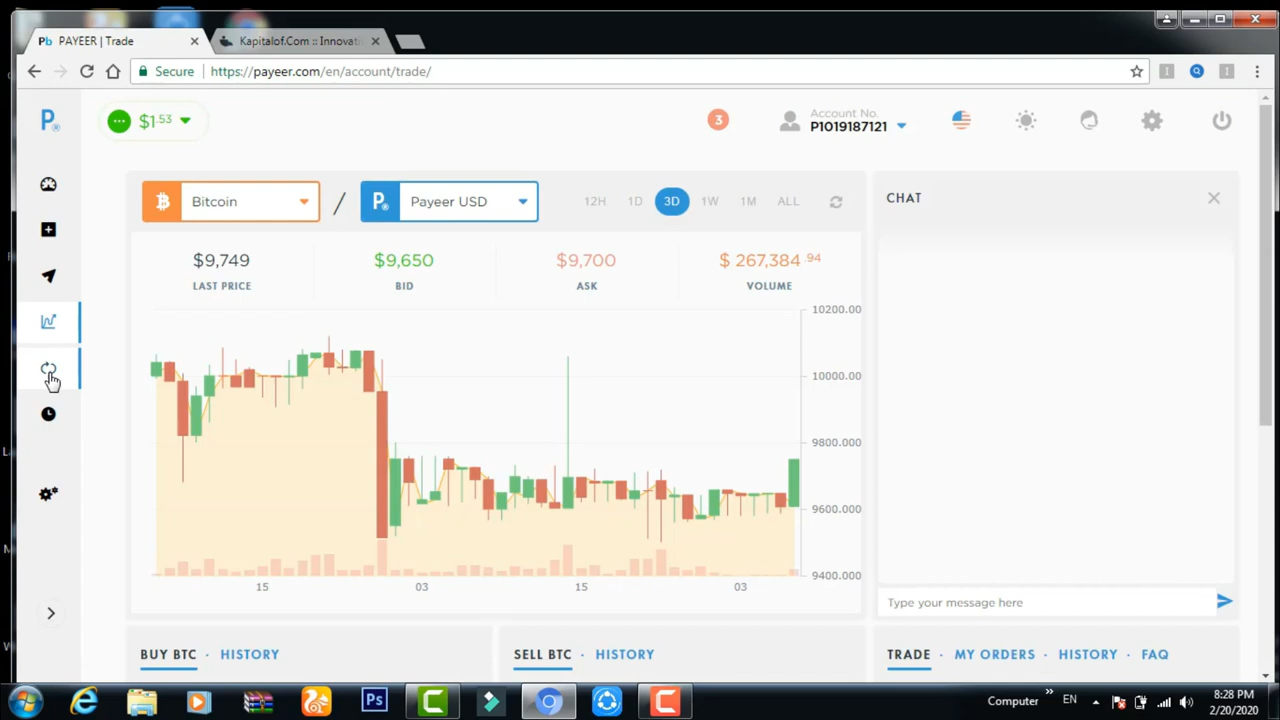 Pb PAYEER | Trade
Kapitalof.Com :: Innovati
Secure https://payeer.com/en/account/trade/
P
$1.53
3
Account No.
P1019187121
Bitcoin / P Payeer USD
12H 1D 3D 1W 1M ALL
CHAT
$9,749 $9,650 $9,700 $ 267,384.94
LAST PRICE BID ASK VOLUME
10200.00
10000.00
9800.000
9600.000
9400.000
15 03 15 03
Type your message here
BUY BTC · HISTORY
SELL BTC · HISTORY
TRADE · MY ORDERS · HISTORY · FAQ
Ps
Computer » EN
8:28 PM
2/20/2020